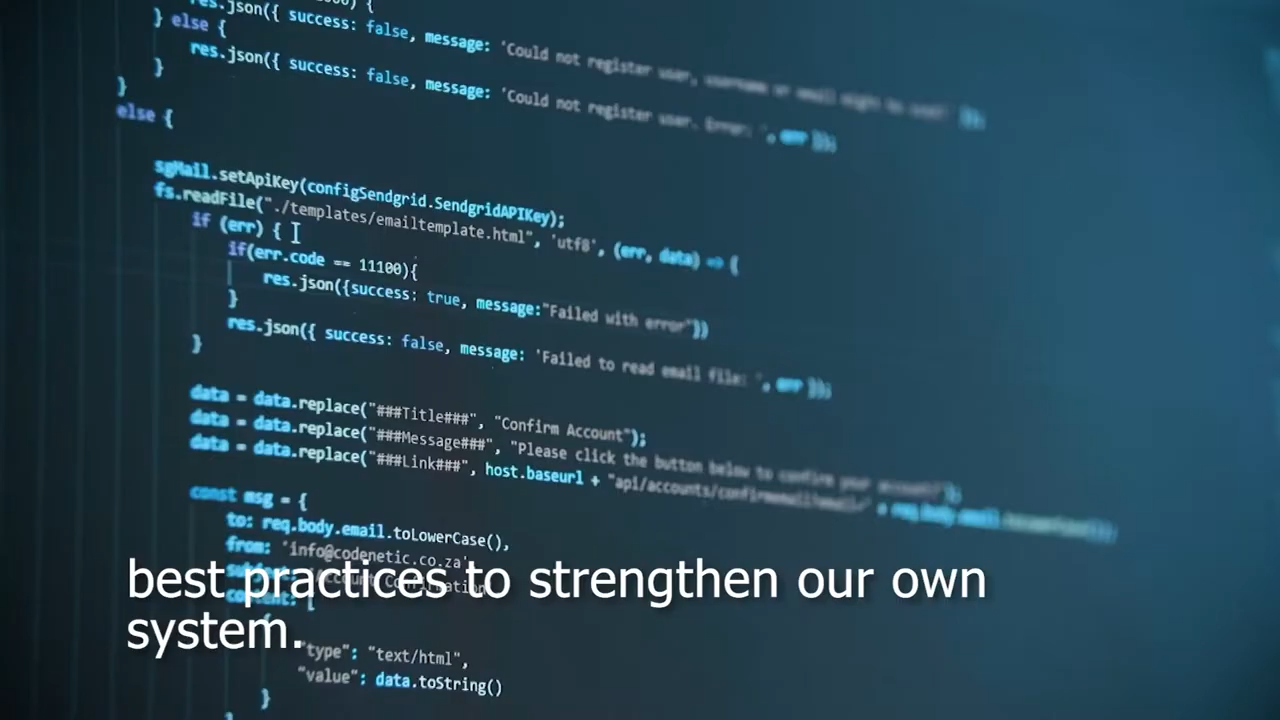 res.json({ success: false, message: 'Could not register user, username or email might be
} else {
res.json({ success: false, message: 'Could not register user. Error: ', err });
}
}
else {
sgMail.setApiKey(configSendgrid.SendgridAPIKey);
fs.readFile("./templates/emailtemplate.html", 'utf8', (err, data) => {
if (err) {
if(err.code == 11100){
res.json({success: true, message:"Failed with error"})
}
res.json({ success: false, message: 'Failed to read email file: ', err });
}
data = data.replace("###Title###", "Confirm Account");
data = data.replace("###Message###", "Please click the button below to confirm your account!");
data = data.replace("###Link###", host.baseurl + "api/accounts/
const msg = {
to: req.body.email.toLowerCase(),
from: 'info@codenetic.co.za',
content: [
best practices to strengthen our own
system.
"type": "text/html",
"value": data.toString()
}